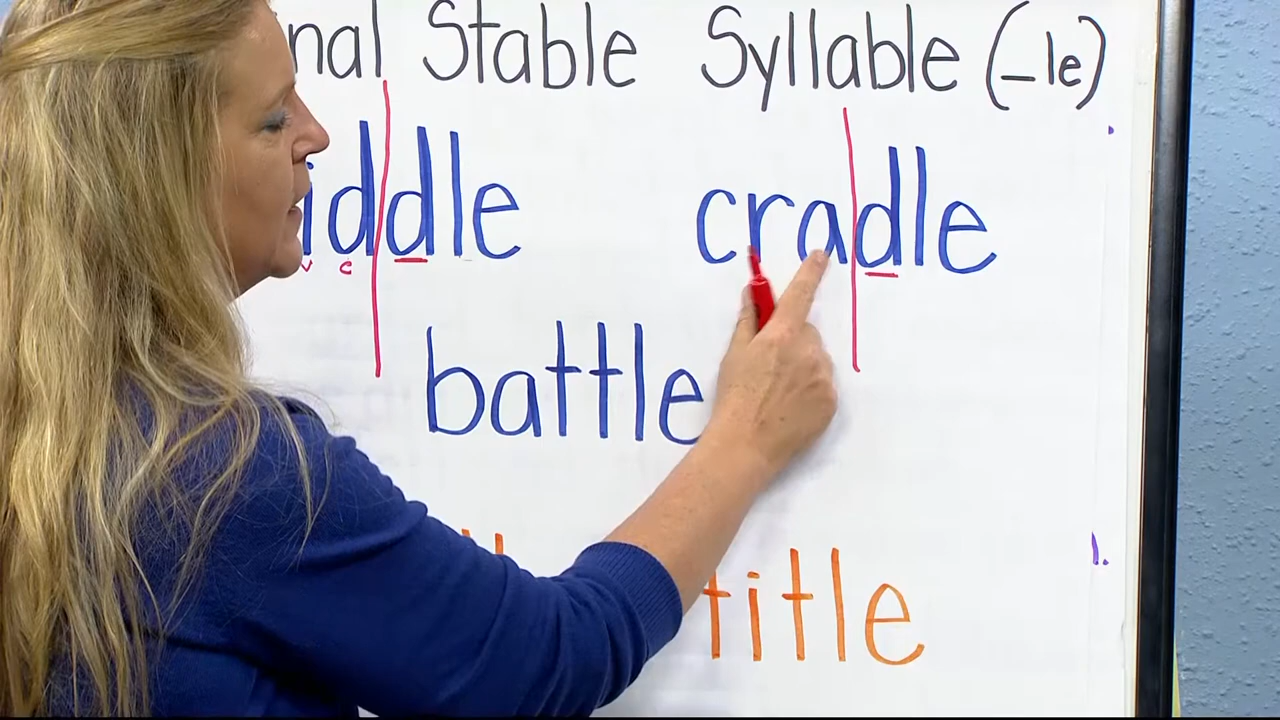 nal Stable Syllable (-le)
iddle cradle
v c
battle
title